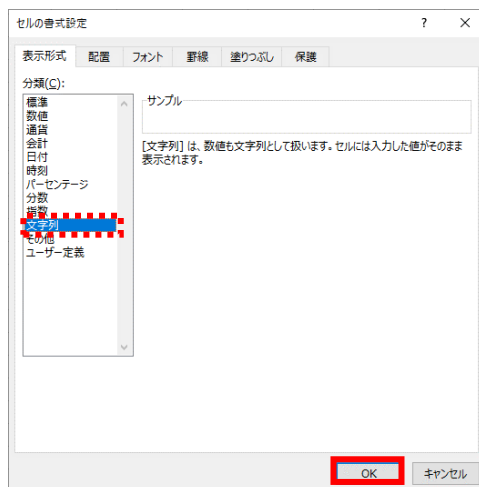 セルの書式設定 ? ×
表示形式 配置 フォント 罫線 塗りつぶし 保護
分類(C):
標準
数値
通貨
会計
日付
時刻
パーセンテージ
分数
指数
文字列
その他
ユーザー定義
サンプル
[文字列] は、数値も文字列として扱います。セルには入力した値がそのまま
表示されます。
OK キャンセル